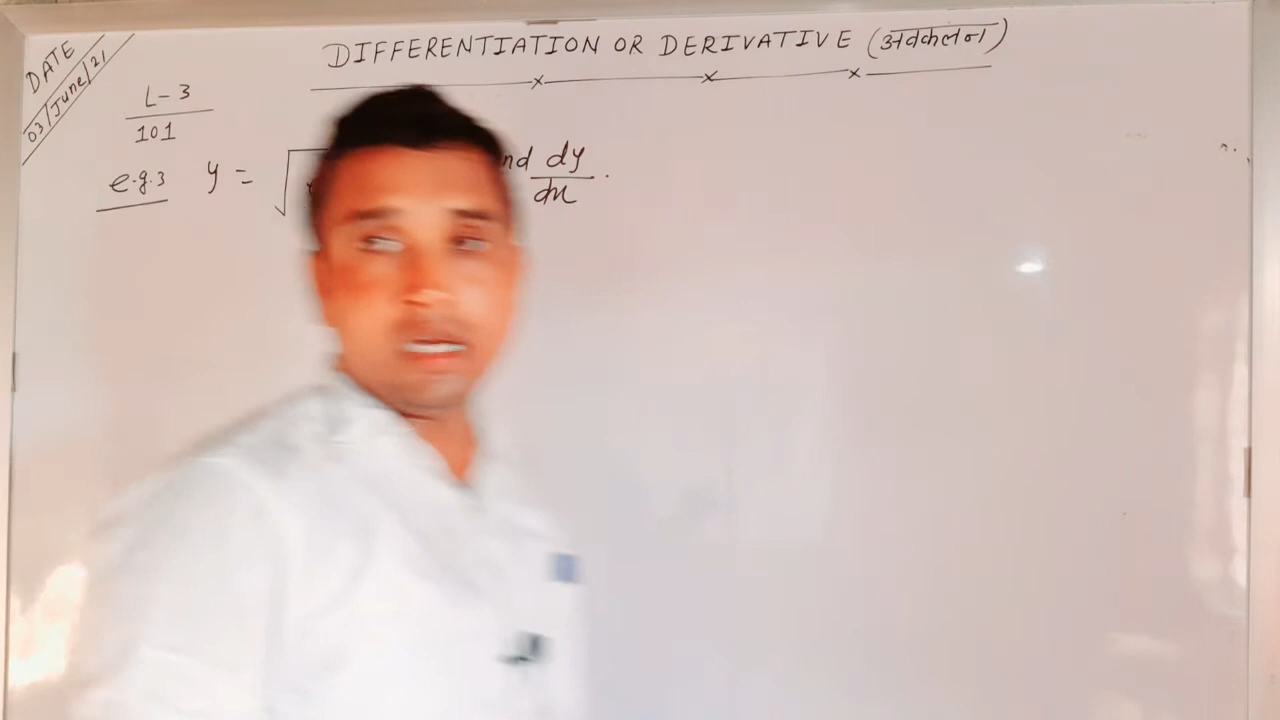 DATE
03/June/21
DIFFERENTIATION OR DERIVATIVE (अवकलन)
L-3
101
e.g.3 y = √ nd dy/dx.